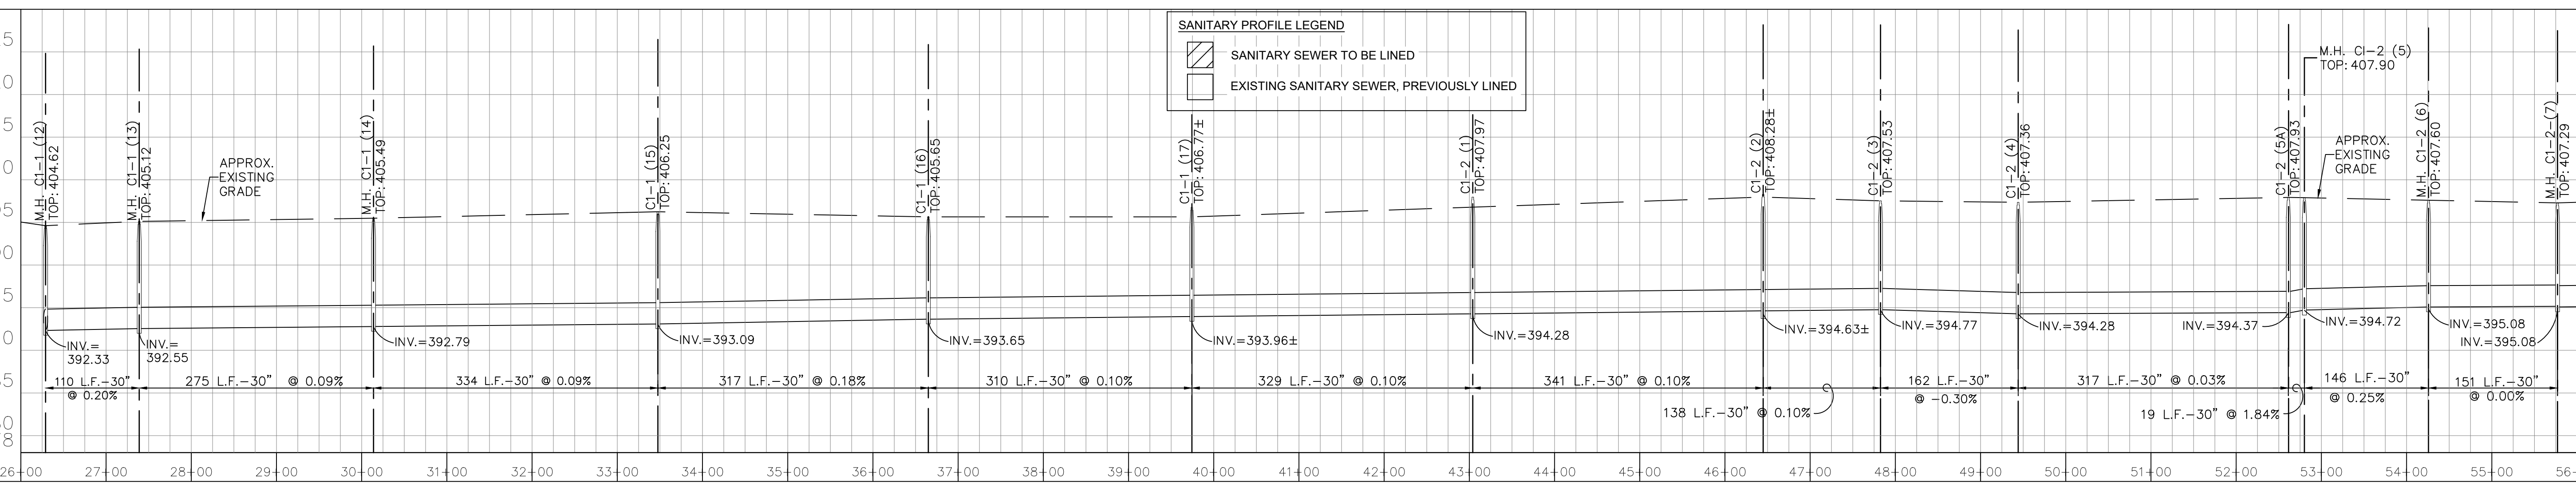 SANITARY PROFILE LEGEND
SANITARY SEWER TO BE LINED
EXISTING SANITARY SEWER, PREVIOUSLY LINED
M.H. C1-1 (12)
TOP: 404.62
M.H. C1-1 (13)
TOP: 405.12
APPROX.
EXISTING
GRADE
M.H. C1-1 (14)
TOP: 405.49
C1-1 (15)
TOP: 406.25
C1-1 (16)
TOP: 405.65
C1-1 (17)
TOP: 406.77±
C1-2 (1)
TOP: 407.97
C1-2 (2)
TOP: 408.28±
C1-2 (3)
TOP: 407.53
C1-2 (4)
TOP: 407.36
C1-2 (5A)
TOP: 407.93
M.H. CI-2 (5)
TOP: 407.90
APPROX.
EXISTING
GRADE
M.H. C1-2 (6)
TOP: 407.60
M.H. C1-2-(7)
TOP: 407.29
INV.=
392.33
INV.=
392.55
INV.=392.79
INV.=393.09
INV.=393.65
INV.=393.96±
INV.=394.28
INV.=394.63±
INV.=394.77
INV.=394.28
INV.=394.37
INV.=394.72
INV.=395.08
INV.=395.08
110 L.F.-30"
@ 0.20%
275 L.F.-30" @ 0.09%
334 L.F.-30" @ 0.09%
317 L.F.-30" @ 0.18%
310 L.F.-30" @ 0.10%
329 L.F.-30" @ 0.10%
341 L.F.-30" @ 0.10%
138 L.F.-30" @ 0.10%
162 L.F.-30"
@ -0.30%
317 L.F.-30" @ 0.03%
19 L.F.-30" @ 1.84%
146 L.F.-30"
@ 0.25%
151 L.F.-30"
@ 0.00%
26+00 27+00 28+00 29+00 30+00 31+00 32+00 33+00 34+00 35+00 36+00 37+00 38+00 39+00 40+00 41+00 42+00 43+00 44+00 45+00 46+00 47+00 48+00 49+00 50+00 51+00 52+00 53+00 54+00 55+00